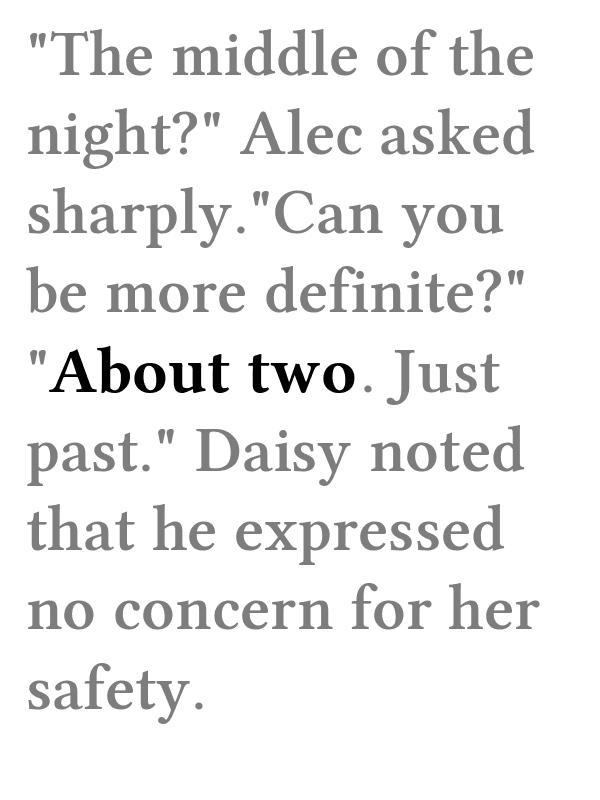 "The middle of the
night?" Alec asked
sharply."Can you
be more definite?"
"About two. Just
past." Daisy noted
that he expressed
no concern for her
safety.